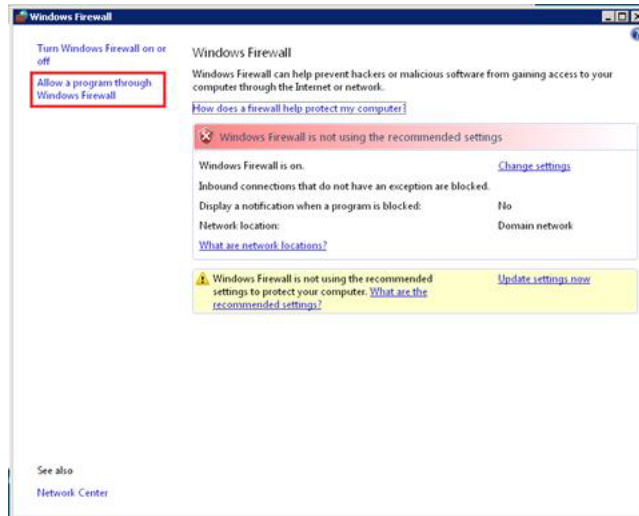 Windows Firewall
Turn Windows Firewall on or
off
Allow a program through
Windows Firewall
Windows Firewall
Windows Firewall can help prevent hackers or malicious software from gaining access to your
computer through the Internet or network.
How does a firewall help protect my computer?
Windows Firewall is not using the recommended settings
Windows Firewall is on.
Change settings
Inbound connections that do not have an exception are blocked.
Display a notification when a program is blocked:
No
Network location:
Domain network
What are network locations?
Windows Firewall is not using the recommended
settings to protect your computer. What are the
recommended settings?
Update settings now
See also
Network Center